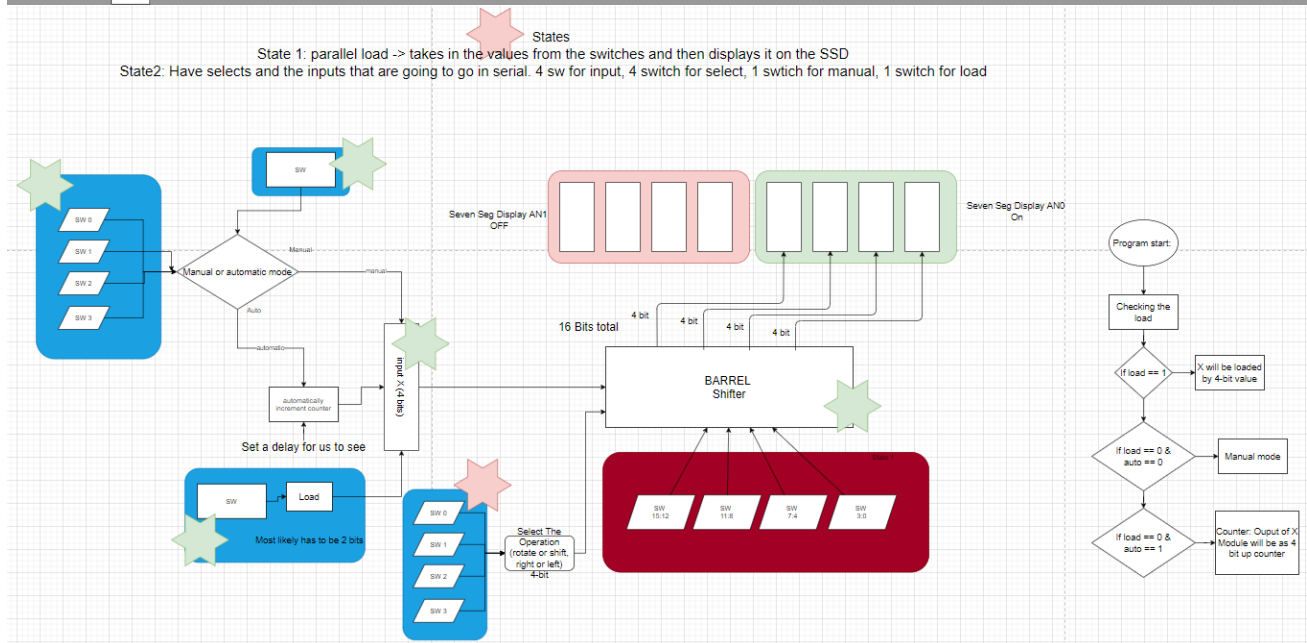 States
State 1: parallel load -> takes in the values from the switches and then displays it on the SSD
State2: Have selects and the inputs that are going to go in serial. 4 sw for input, 4 switch for select, 1 swtich for manual, 1 switch for load
SW
SW 0
SW 1
SW 2
SW 3
Manual or automatic mode
Manual
manual
Auto
automatic
automatically
increment counter
Set a delay for us to see
input X (4 bits)
SW
Load
Most likely has to be 2 bits
SW 0
SW 1
SW 2
SW 3
Select The
Operation
(rotate or shift,
right or left)
4-bit
Seven Seg Display AN1
OFF
Seven Seg Display AN0
On
16 Bits total
4 bit
4 bit
4 bit
4 bit
BARREL
Shifter
State 1
SW
15:12
SW
11:8
SW
7:4
SW
3:0
Program start:
Checking the
load
If load == 1
X will be loaded
by 4-bit value
If load == 0 &
auto == 0
Manual mode
If load == 0 &
auto == 1
Counter: Ouput of X
Module will be as 4
bit up counter